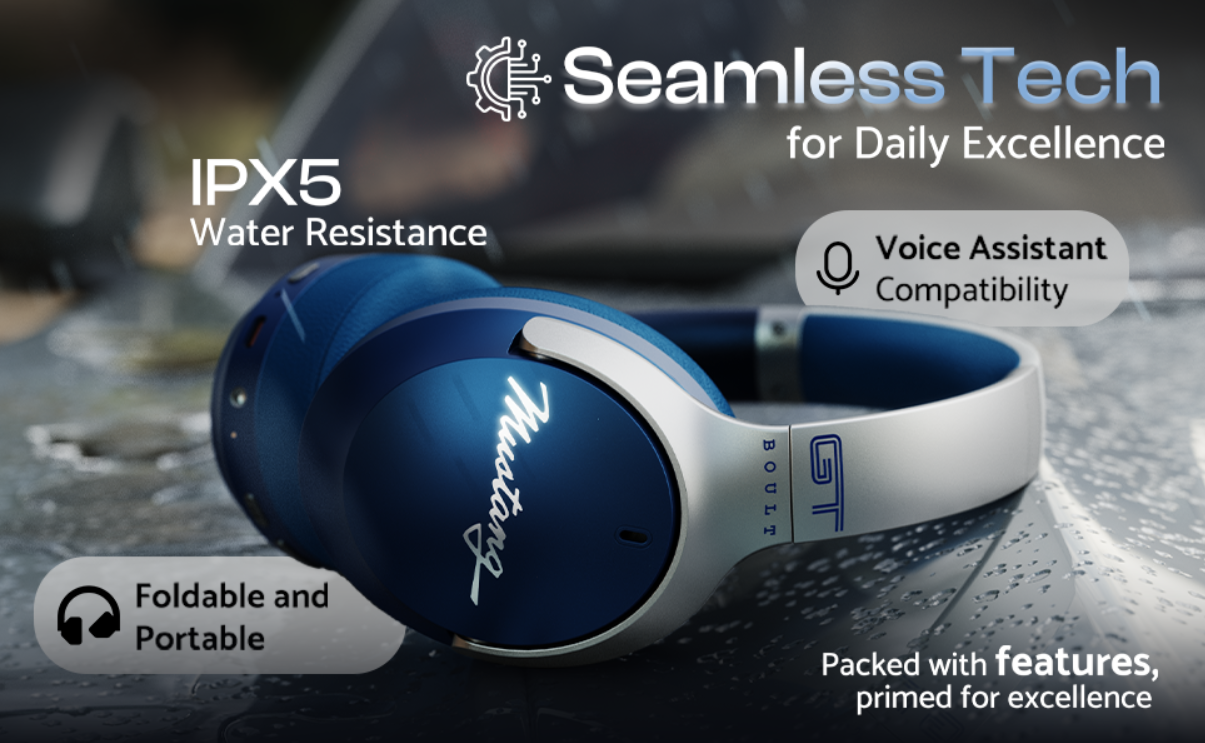 Seamless Tech
for Daily Excellence
IPX5
Water Resistance
Voice Assistant
Compatibility
Mustang
BOULT
GT
Foldable and
Portable
Packed with features,
primed for excellence